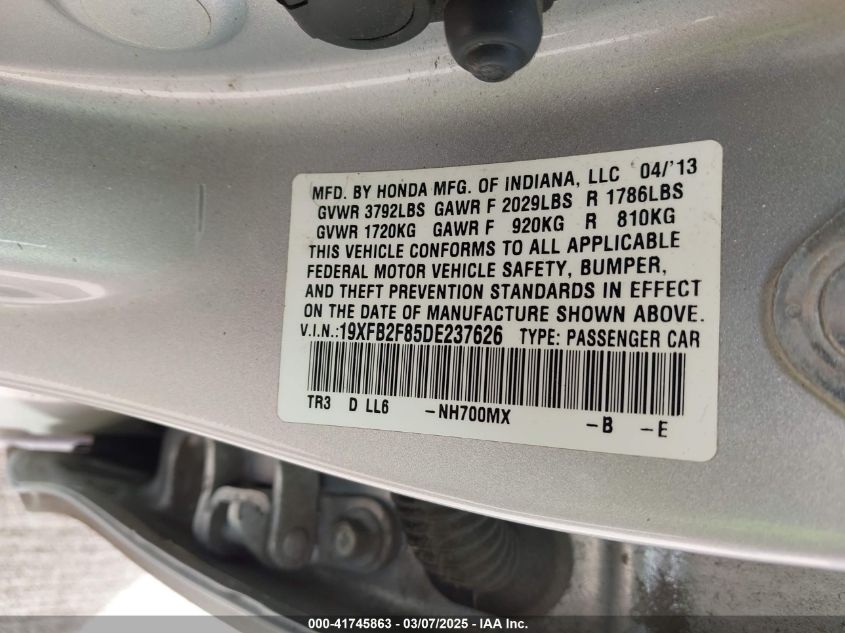 MFD. BY HONDA MFG. OF INDIANA, LLC 04/'13
GVWR 3792LBS GAWR F 2029LBS R 1786LBS
GVWR 1720KG GAWR F 920KG R 810KG
THIS VEHICLE CONFORMS TO ALL APPLICABLE
FEDERAL MOTOR VEHICLE SAFETY, BUMPER,
AND THEFT PREVENTION STANDARDS IN EFFECT
ON THE DATE OF MANUFACTURE SHOWN ABOVE.
V.I.N.:19XFB2F85DE237626 TYPE: PASSENGER CAR
TR3 D LL6 -NH700MX -B -E
000-41745863 - 03/07/2025 - IAA Inc.